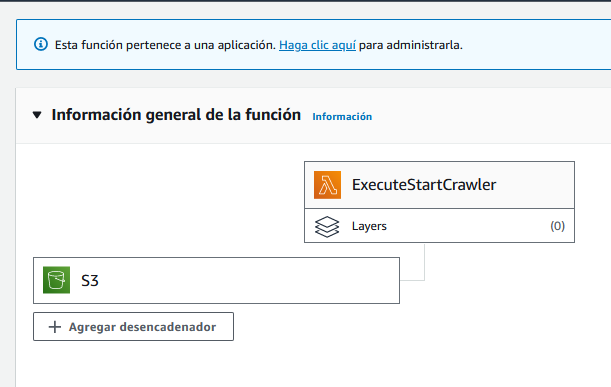 Esta función pertenece a una aplicación. Haga clic aquí para administrarla.
Información general de la función Información
ExecuteStartCrawler
Layers (0)
S3
Agregar desencadenador